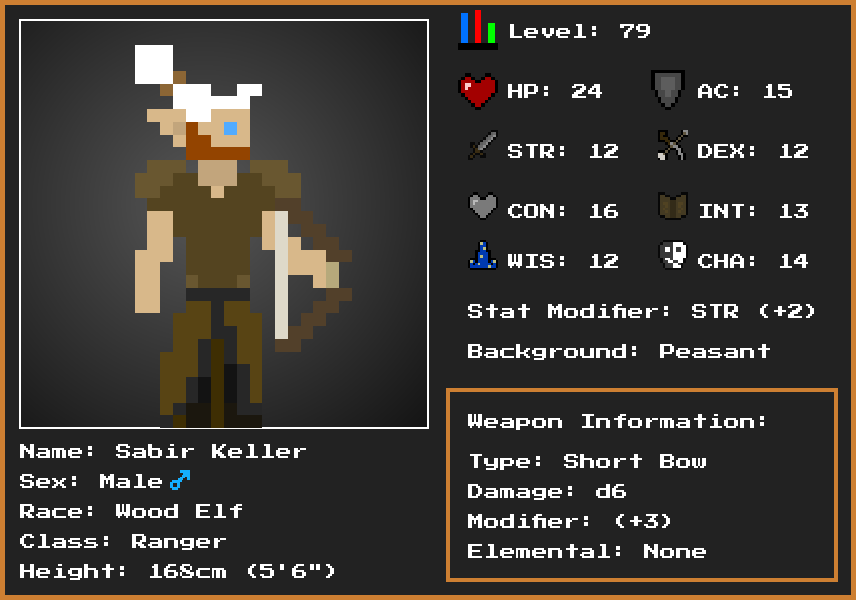 Level: 79
HP: 24
AC: 15
STR: 12
DEX: 12
CON: 16
INT: 13
WIS: 12
CHA: 14
Stat Modifier: STR (+2)
Background: Peasant
Weapon Information:
Type: Short Bow
Damage: d6
Modifier: (+3)
Elemental: None
Name: Sabir Keller
Sex: Male ♂
Race: Wood Elf
Class: Ranger
Height: 168cm (5'6")